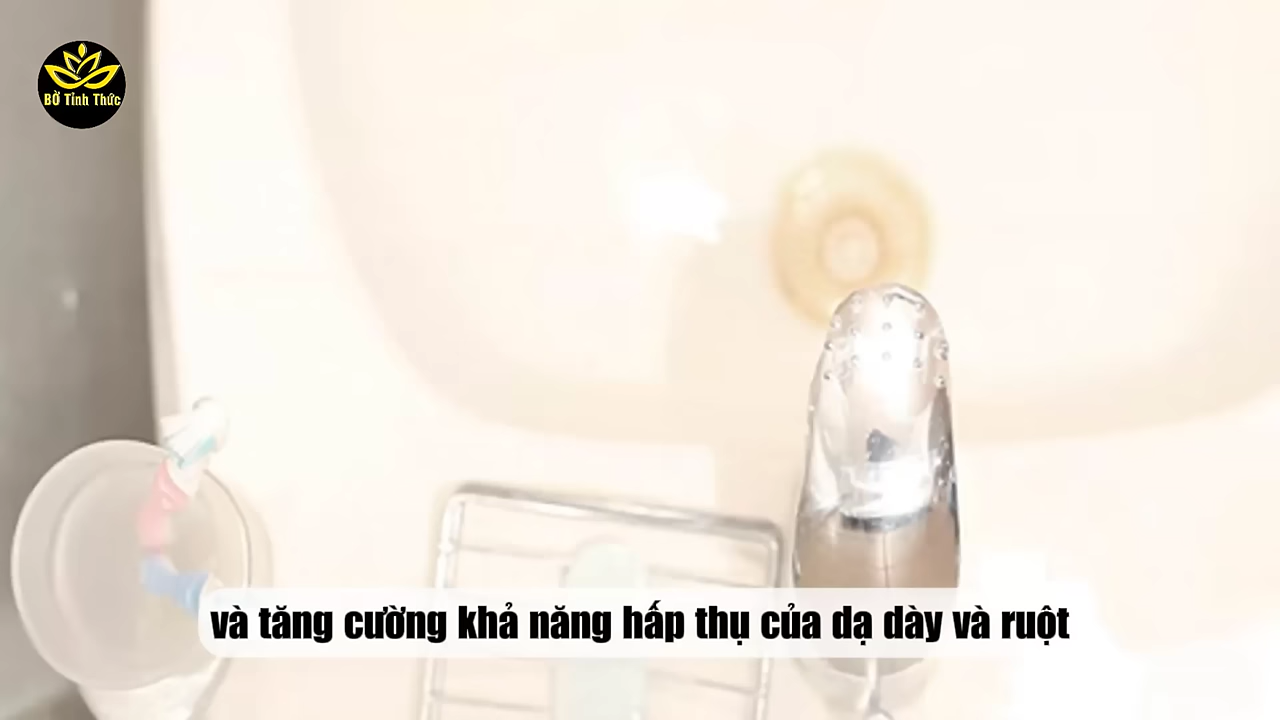 BỜ Tỉnh Thức
và tăng cường khả năng hấp thụ của dạ dày và ruột